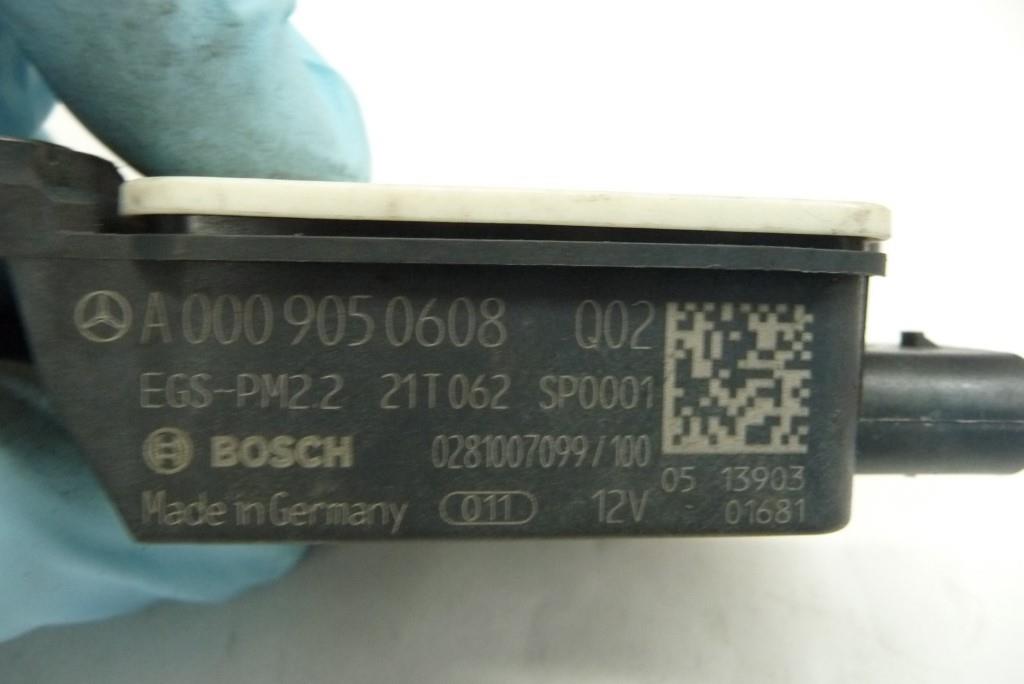 A 000 905 0608 Q02
EGS-PM2.2 21T062 SP0001
BOSCH 0281007099/100
Made in Germany 011 12V
05 13903
01681